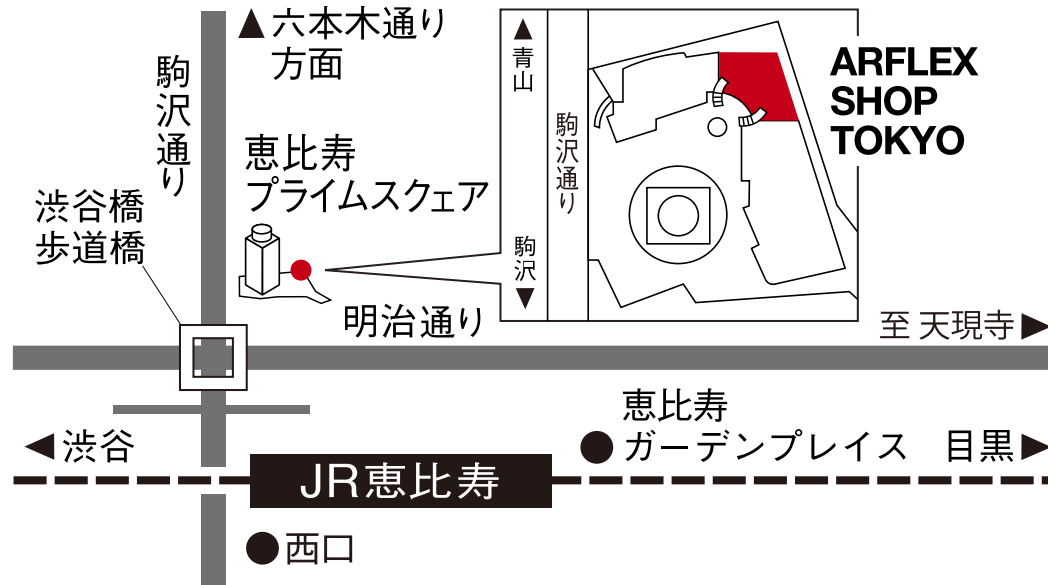 ▲六本木通り
方面
駒沢通り
恵比寿
プライムスクェア
渋谷橋
歩道橋
▲
青山
駒沢通り
駒沢
▼
ARFLEX
SHOP
TOKYO
明治通り
至 天現寺▶
恵比寿
●ガーデンプレイス
目黒▶
◀渋谷
JR恵比寿
●西口